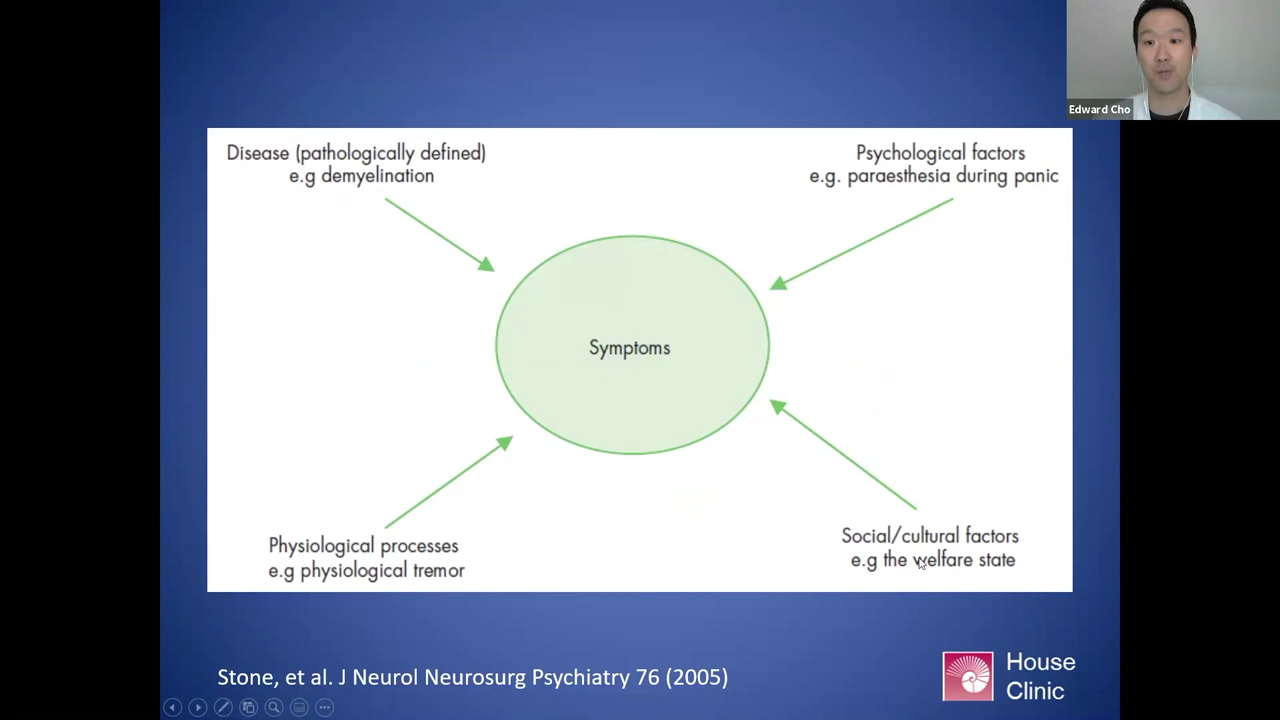 Edward Cho
Disease (pathologically defined)
e.g demyelination
Psychological factors
e.g. paraesthesia during panic
Symptoms
Physiological processes
e.g physiological tremor
Social/cultural factors
e.g the welfare state
Stone, et al. J Neurol Neurosurg Psychiatry 76 (2005)
House
Clinic